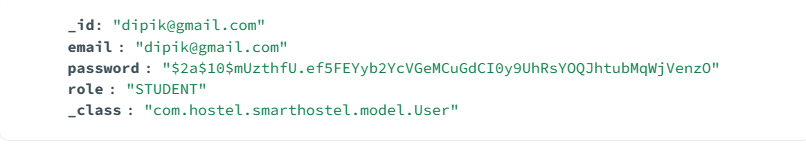 _id: "dipik@gmail.com"
email : "dipik@gmail.com"
password : "$2a$10$mUzthfU.ef5FEYyb2YcVGeMCuGdCI0y9UhRsYOQJhtubMqWjVenzO"
role : "STUDENT"
_class : "com.hostel.smarthostel.model.User"